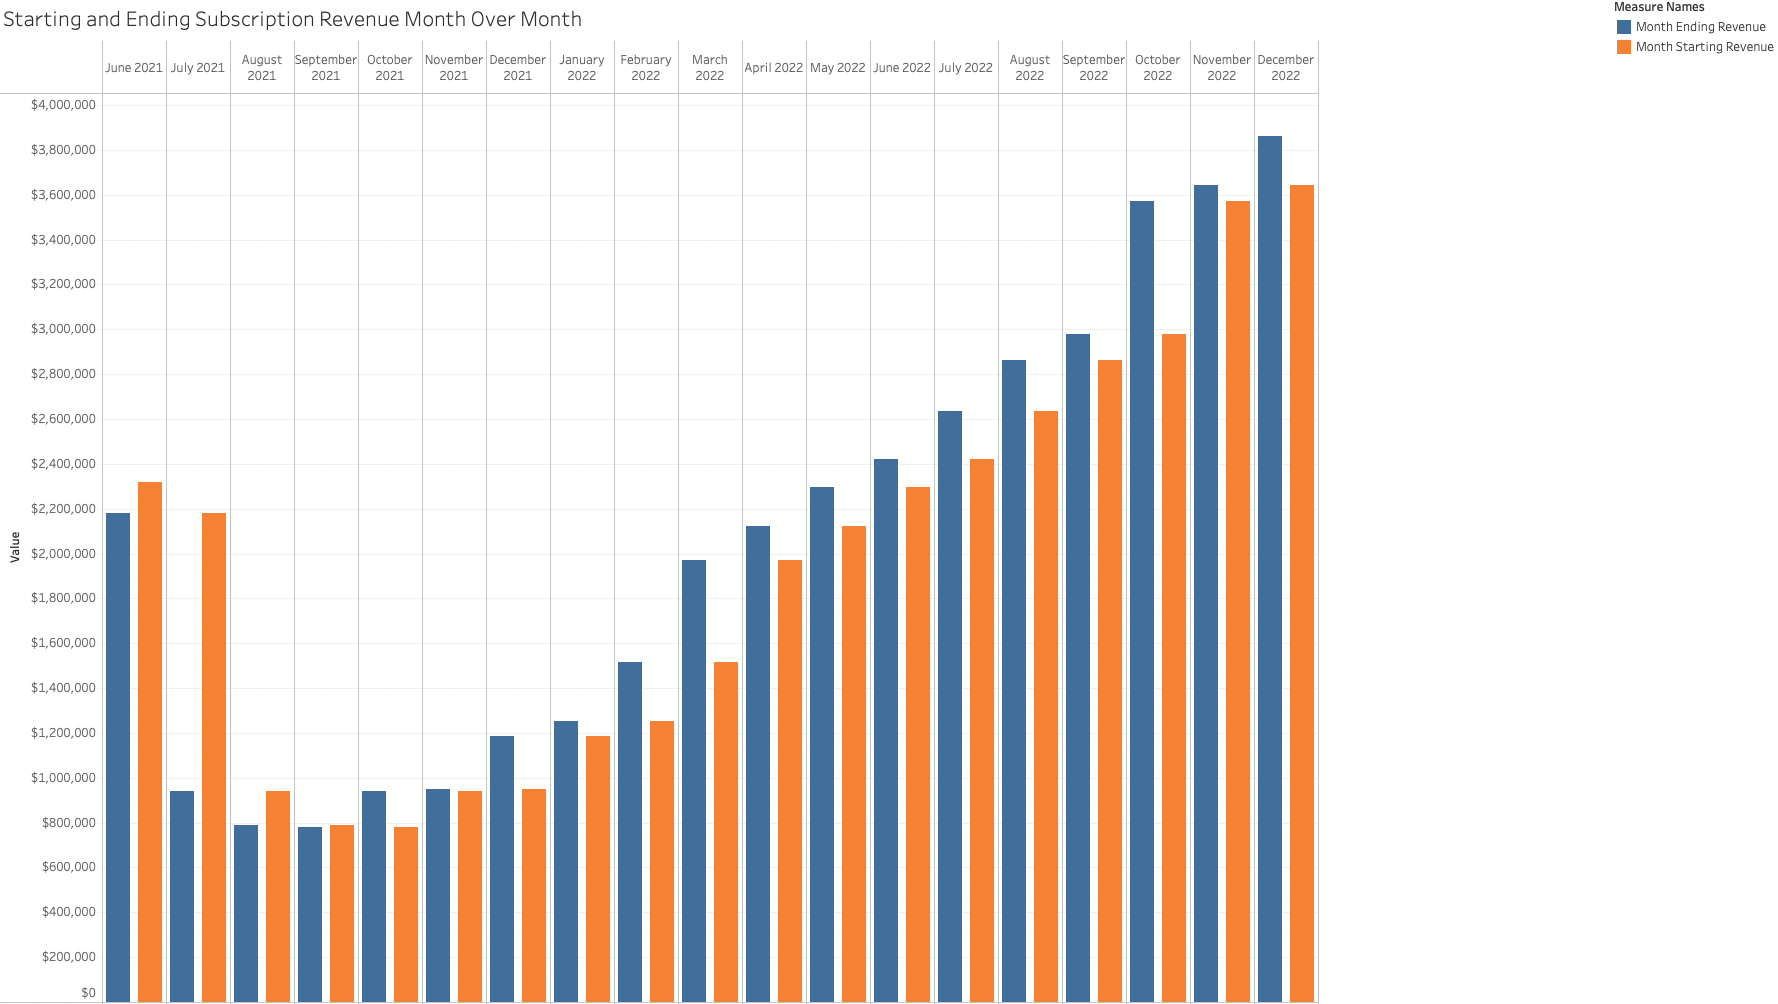 Starting and Ending Subscription Revenue Month Over Month
Measure Names
Month Ending Revenue
Month Starting Revenue
June 2021
July 2021
August
2021
September
2021
October
2021
November
2021
December
2021
January
2022
February
2022
March
2022
April 2022
May 2022
June 2022
July 2022
August
2022
September
2022
October
2022
November
2022
December
2022
$4,000,000
$3,800,000
$3,600,000
$3,400,000
$3,200,000
$3,000,000
$2,800,000
$2,600,000
$2,400,000
$2,200,000
$2,000,000
$1,800,000
$1,600,000
$1,400,000
$1,200,000
$1,000,000
$800,000
$600,000
$400,000
$200,000
$0
Value